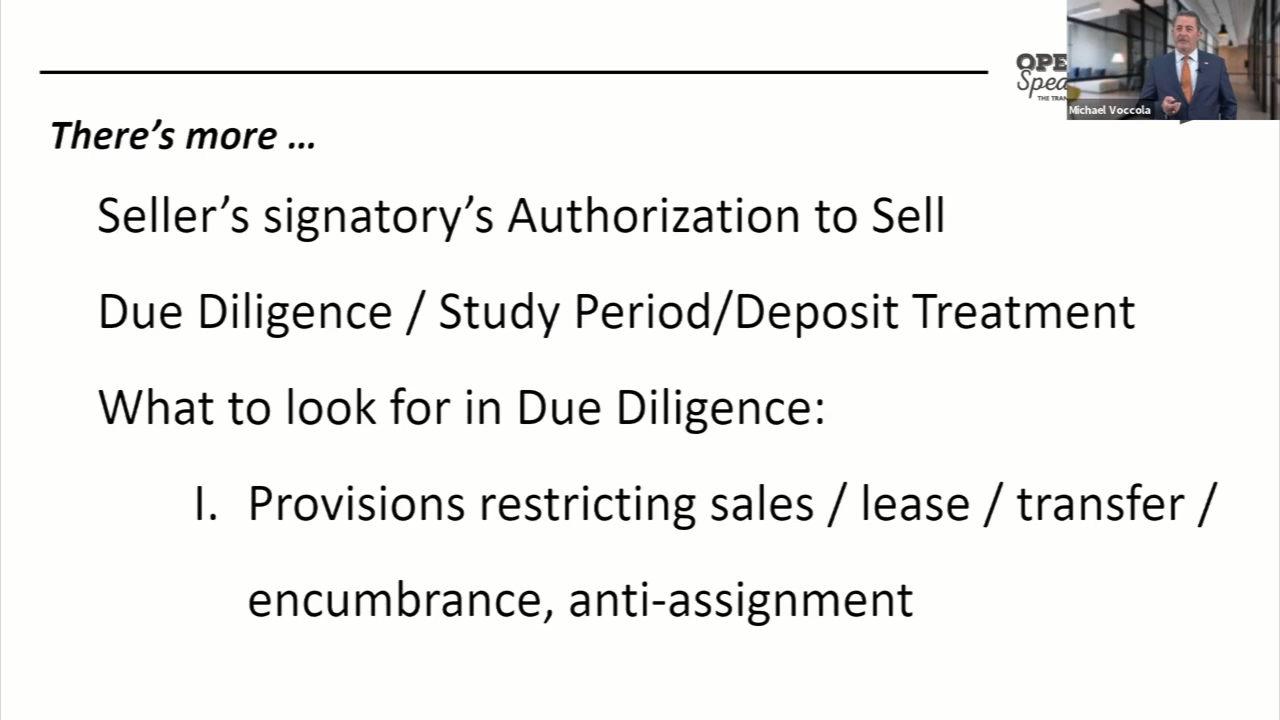 There's more ...
Seller's signatory's Authorization to Sell
Due Diligence / Study Period/Deposit Treatment
What to look for in Due Diligence:
I. Provisions restricting sales / lease / transfer /
encumbrance, anti-assignment
Michael Voccola